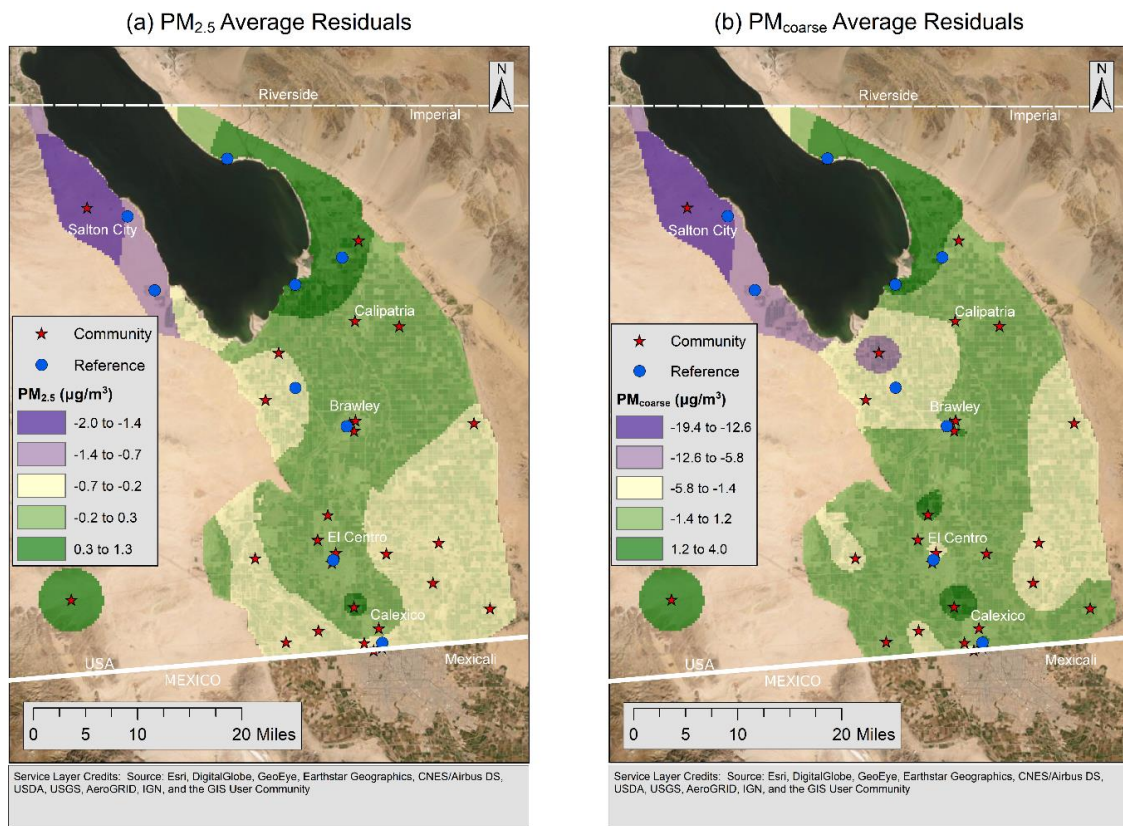 (a) PM2.5 Average Residuals
N
Riverside
Imperial
Salton City
Calipatria
Community
Reference
PM2.5 (µg/m³)
-2.0 to -1.4
-1.4 to -0.7
-0.7 to -0.2
-0.2 to 0.3
0.3 to 1.3
Brawley
El Centro
Calexico
USA
MEXICO
Mexicali
0 5 10 20 Miles
Service Layer Credits: Source: Esri, DigitalGlobe, GeoEye, Earthstar Geographics, CNES/Airbus DS,
USDA, USGS, AeroGRID, IGN, and the GIS User Community
(b) PMcoarse Average Residuals
N
Riverside
Imperial
Salton City
Calipatria
Community
Reference
PMcoarse (µg/m³)
-19.4 to -12.6
-12.6 to -5.8
-5.8 to -1.4
-1.4 to 1.2
1.2 to 4.0
Brawley
El Centro
Calexico
USA
MEXICO
Mexicali
0 5 10 20 Miles
Service Layer Credits: Source: Esri, DigitalGlobe, GeoEye, Earthstar Geographics, CNES/Airbus DS,
USDA, USGS, AeroGRID, IGN, and the GIS User Community